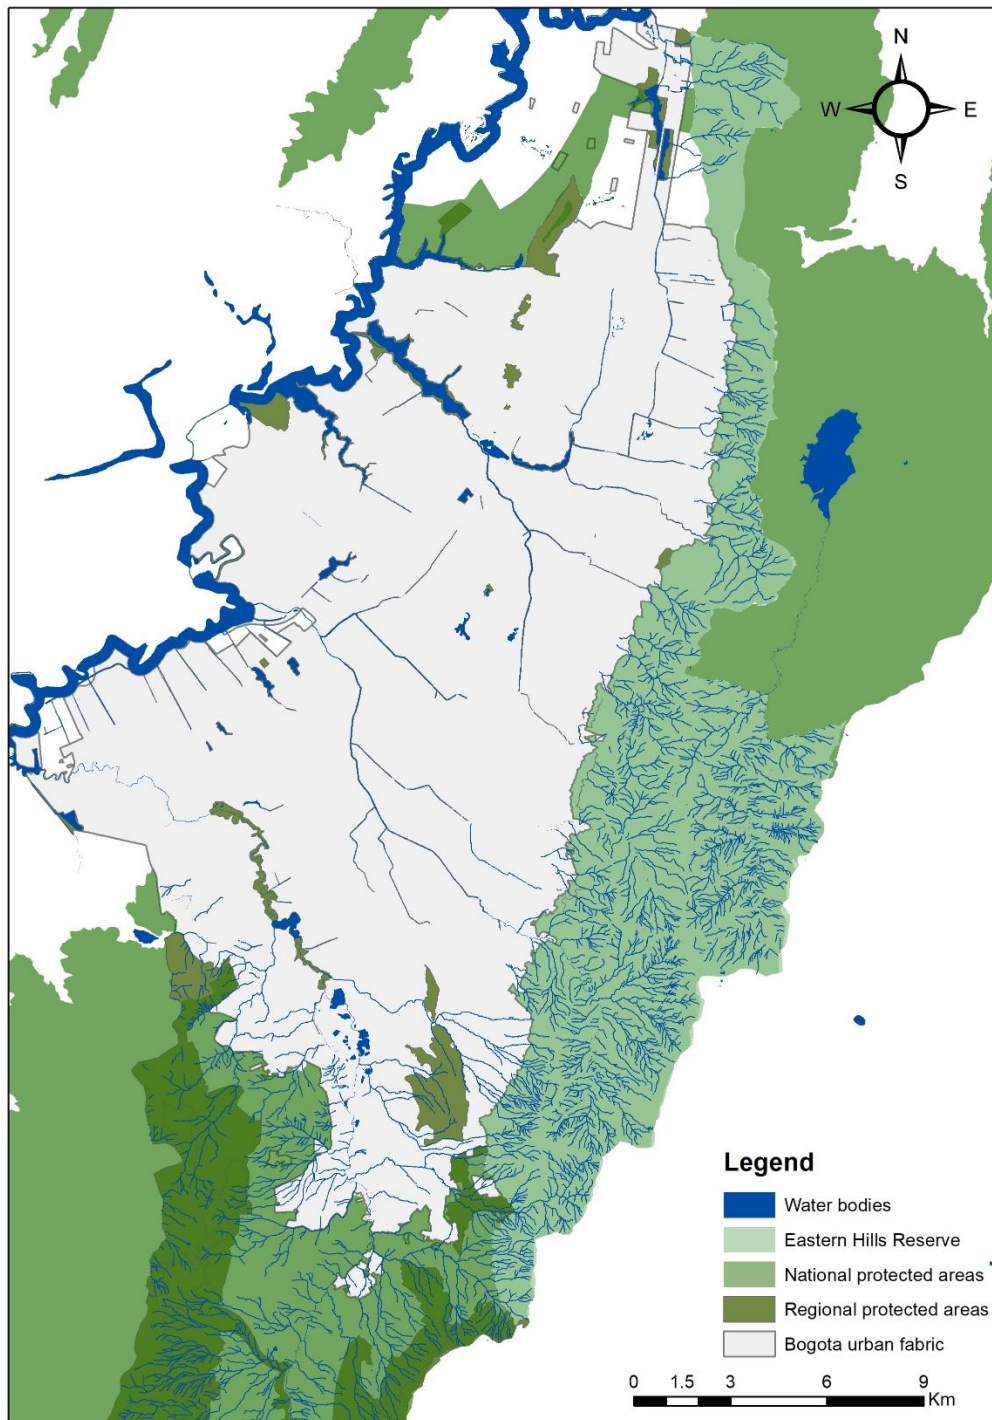 N
W E
S
Legend
Water bodies
Eastern Hills Reserve
National protected areas
Regional protected areas
Bogota urban fabric
0 1.5 3 6 9
Km